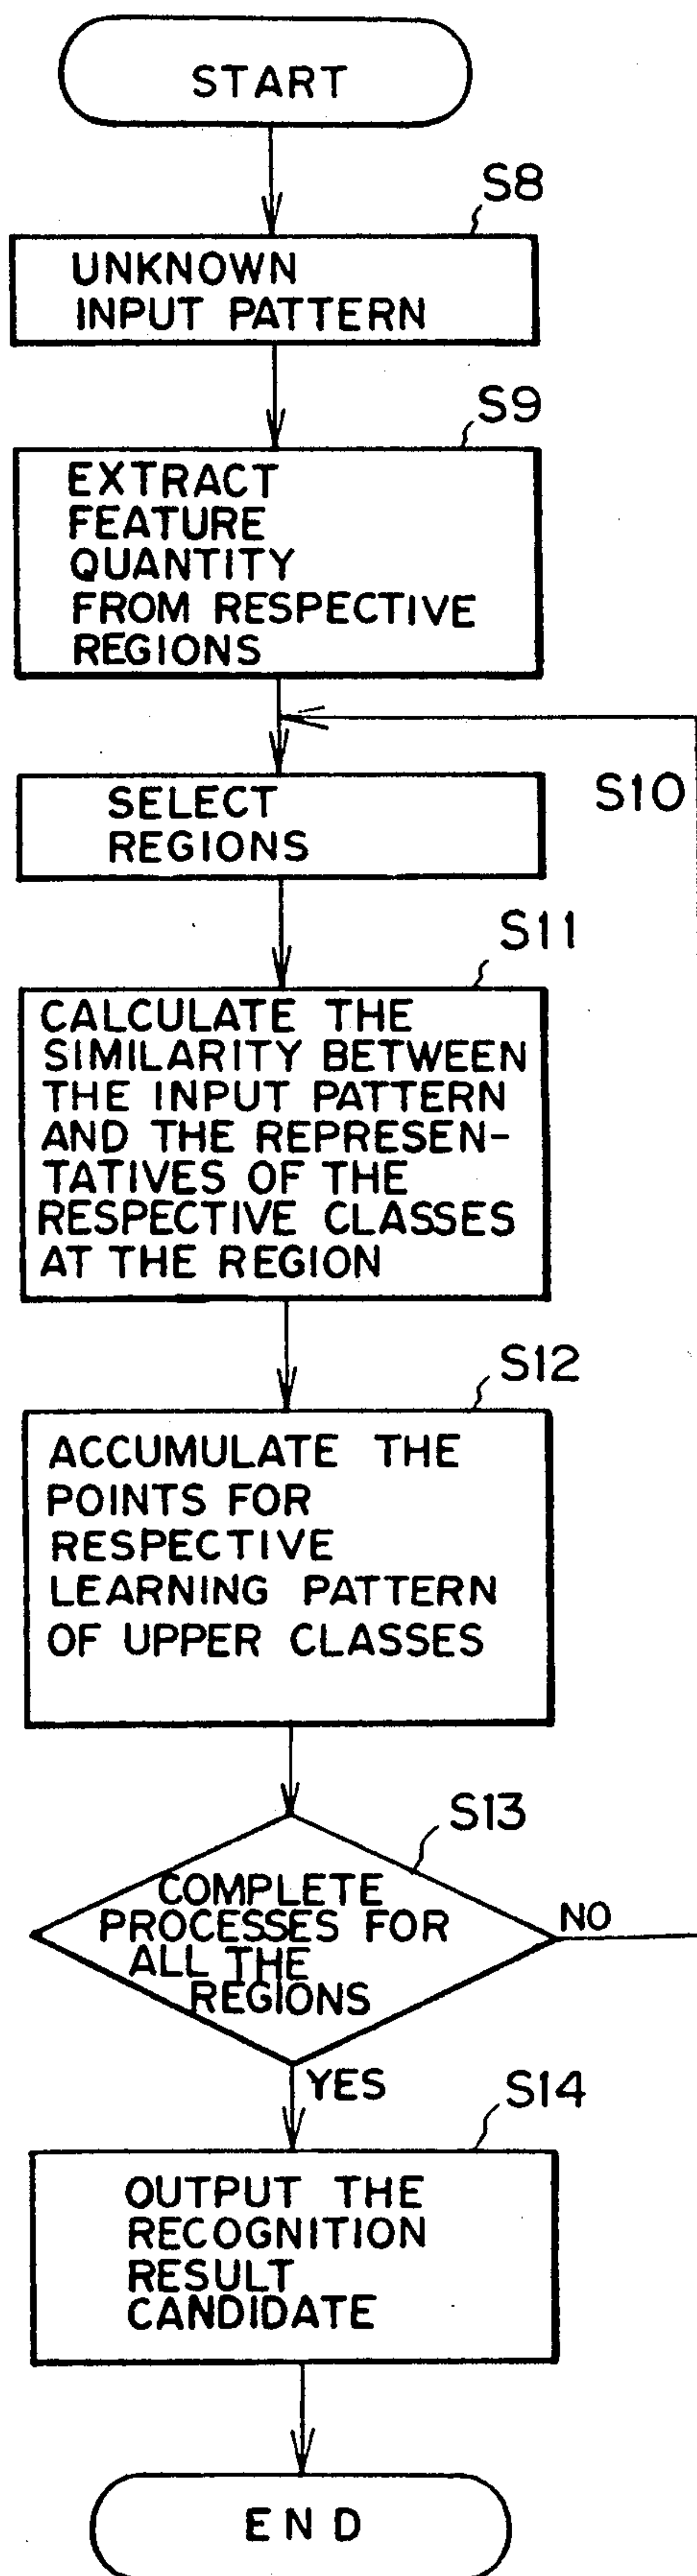 START
S8
UNKNOWN
INPUT PATTERN
S9
EXTRACT
FEATURE
QUANTITY
FROM RESPECTIVE
REGIONS
S10
SELECT
REGIONS
S11
CALCULATE THE
SIMILARITY BETWEEN
THE INPUT PATTERN
AND THE REPRESEN-
TATIVES OF THE
RESPECTIVE CLASSES
AT THE REGION
S12
ACCUMULATE THE
POINTS FOR
RESPECTIVE
LEARNING PATTERN
OF UPPER CLASSES
S13
COMPLETE
PROCESSES FOR
ALL THE
REGIONS
NO
YES
S14
OUTPUT THE
RECOGNITION
RESULT
CANDIDATE
END